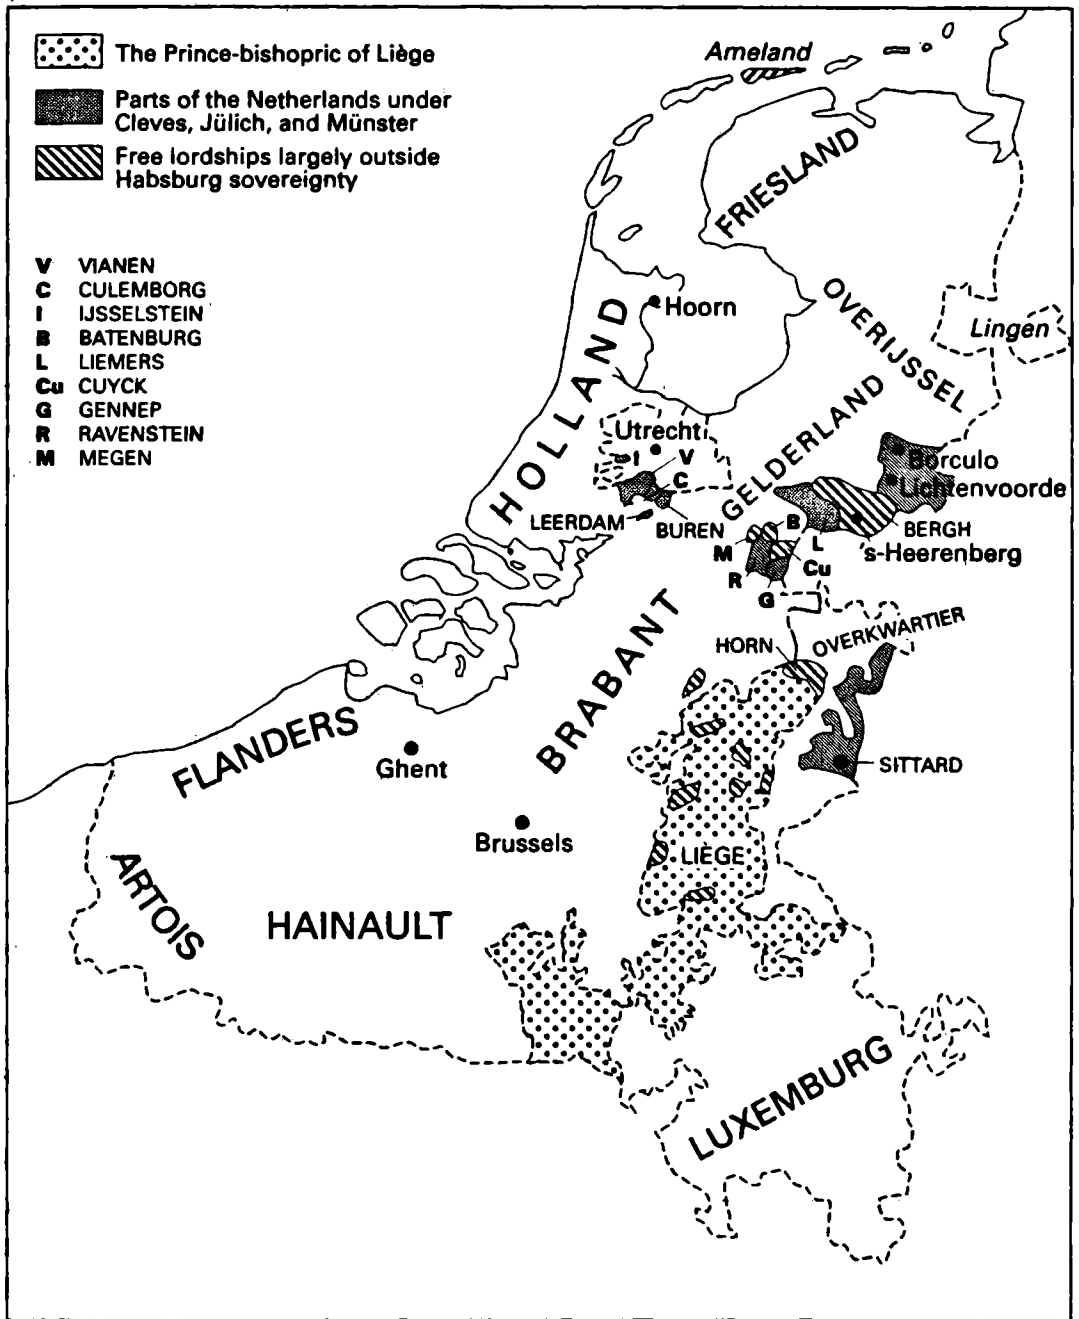 The Prince-bishopric of Liège
Parts of the Netherlands under
Cleves, Jülich, and Münster
Free lordships largely outside
Habsburg sovereignty
V VIANEN
C CULEMBORG
I IJSSELSTEIN
B BATENBURG
L LIEMERS
Cu CUYCK
G GENNEP
R RAVENSTEIN
M MEGEN
Ameland
FRIESLAND
Hoorn
OVERIJSSEL
Lingen
HOLLAND
Utrecht
I
V
C
GELDERLAND
Borculo
Lichtenvoorde
LEERDAM
BUREN
BERGH
's-Heerenberg
B
M
L
Cu
R
G
BRABANT
HORN
OVERKWARTIER
FLANDERS
Ghent
SITTARD
Brussels
LIÈGE
ARTOIS
HAINAULT
LUXEMBURG